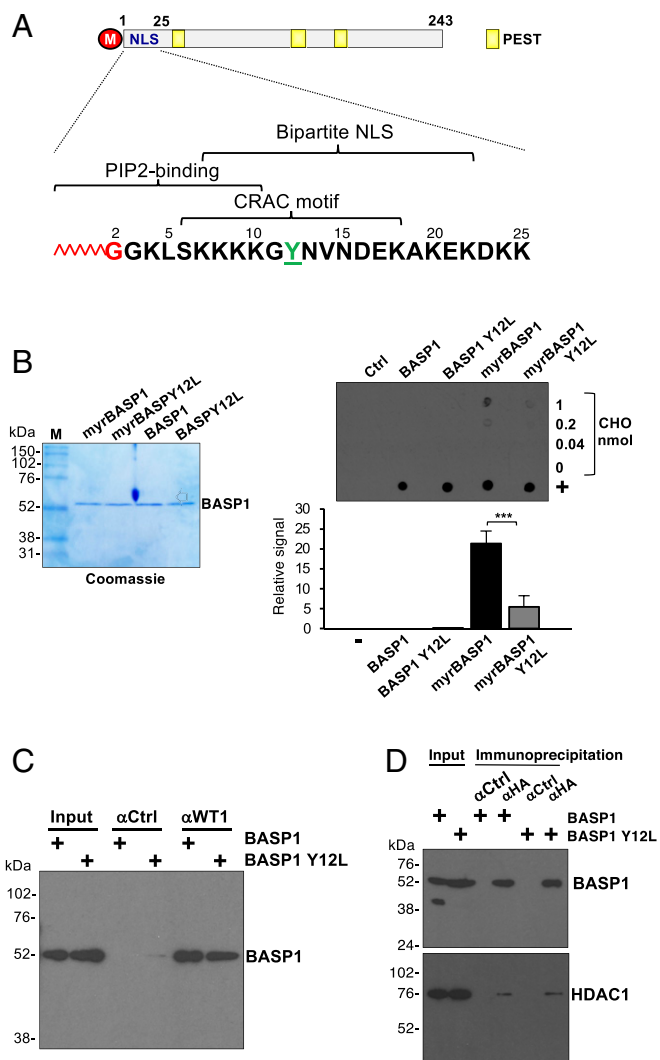 A
1 25 243
M NLS PEST
Bipartite NLS
PIP2-binding
CRAC motif
2 5 10 15 20 25
GGKLSKKKKGYNVNDEKAKEKDKK
B
Ctrl BASP1 BASP1 Y12L myrBASP1 myrBASP1 Y12L
1
0.2
0.04
0
+
CHO
nmol
kDa M myrBASP1 myrBASPY12L BASP1 BASPY12L
150-
102-
76-
52-
38-
31-
BASP1
Coomassie
Relative signal
30
25
20
15
10
5
0
***
- BASP1 BASP1 Y12L myrBASP1 myrBASP1 Y12L
C
Input αCtrl αWT1
+ + + BASP1
+ + + BASP1 Y12L
kDa
102-
76-
52-
38-
BASP1
D
Input Immunoprecipitation
αCtrl αHA αCtrl αHA
+ + + BASP1
+ + + BASP1 Y12L
kDa
76-
52-
38-
24-
BASP1
102-
76-
52-
HDAC1